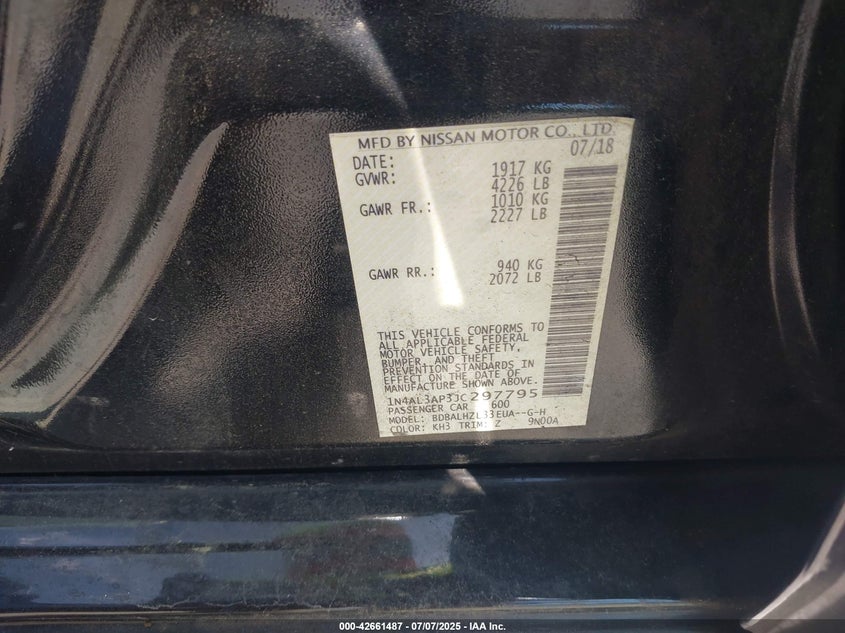 MFD BY NISSAN MOTOR CO., LTD.
DATE: 07/18
GVWR: 1917 KG
4226 LB
GAWR FR.: 1010 KG
2227 LB
GAWR RR.: 940 KG
2072 LB
THIS VEHICLE CONFORMS TO
ALL APPLICABLE FEDERAL
MOTOR VEHICLE SAFETY,
BUMPER, AND THEFT
PREVENTION STANDARDS IN
EFFECT ON THE DATE OF
MANUFACTURE SHOWN ABOVE.
1N4AL3AP3JC297795
PASSENGER CAR 600
MODEL: BDBALHZL33EUA--G-H
COLOR: KH3 TRIM: Z 9N00A
000-42661487 - 07/07/2025 - IAA Inc.